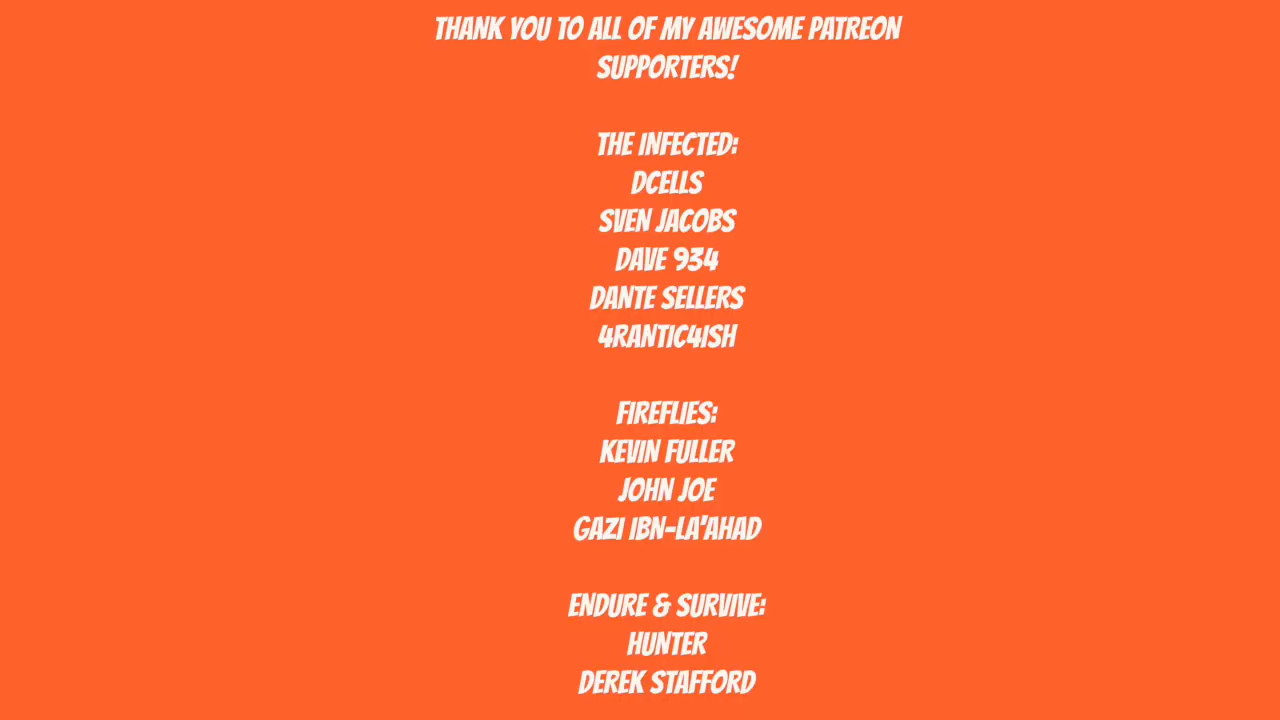 THANK YOU TO ALL OF MY AWESOME PATREON
SUPPORTERS!
THE INFECTED:
DCELLS
SVEN JACOBS
DAVE 934
DANTE SELLERS
4RANTIC4ISH
FIREFLIES:
KEVIN FULLER
JOHN JOE
GAZI IBN-LA'AHAD
ENDURE & SURVIVE:
HUNTER
DEREK STAFFORD